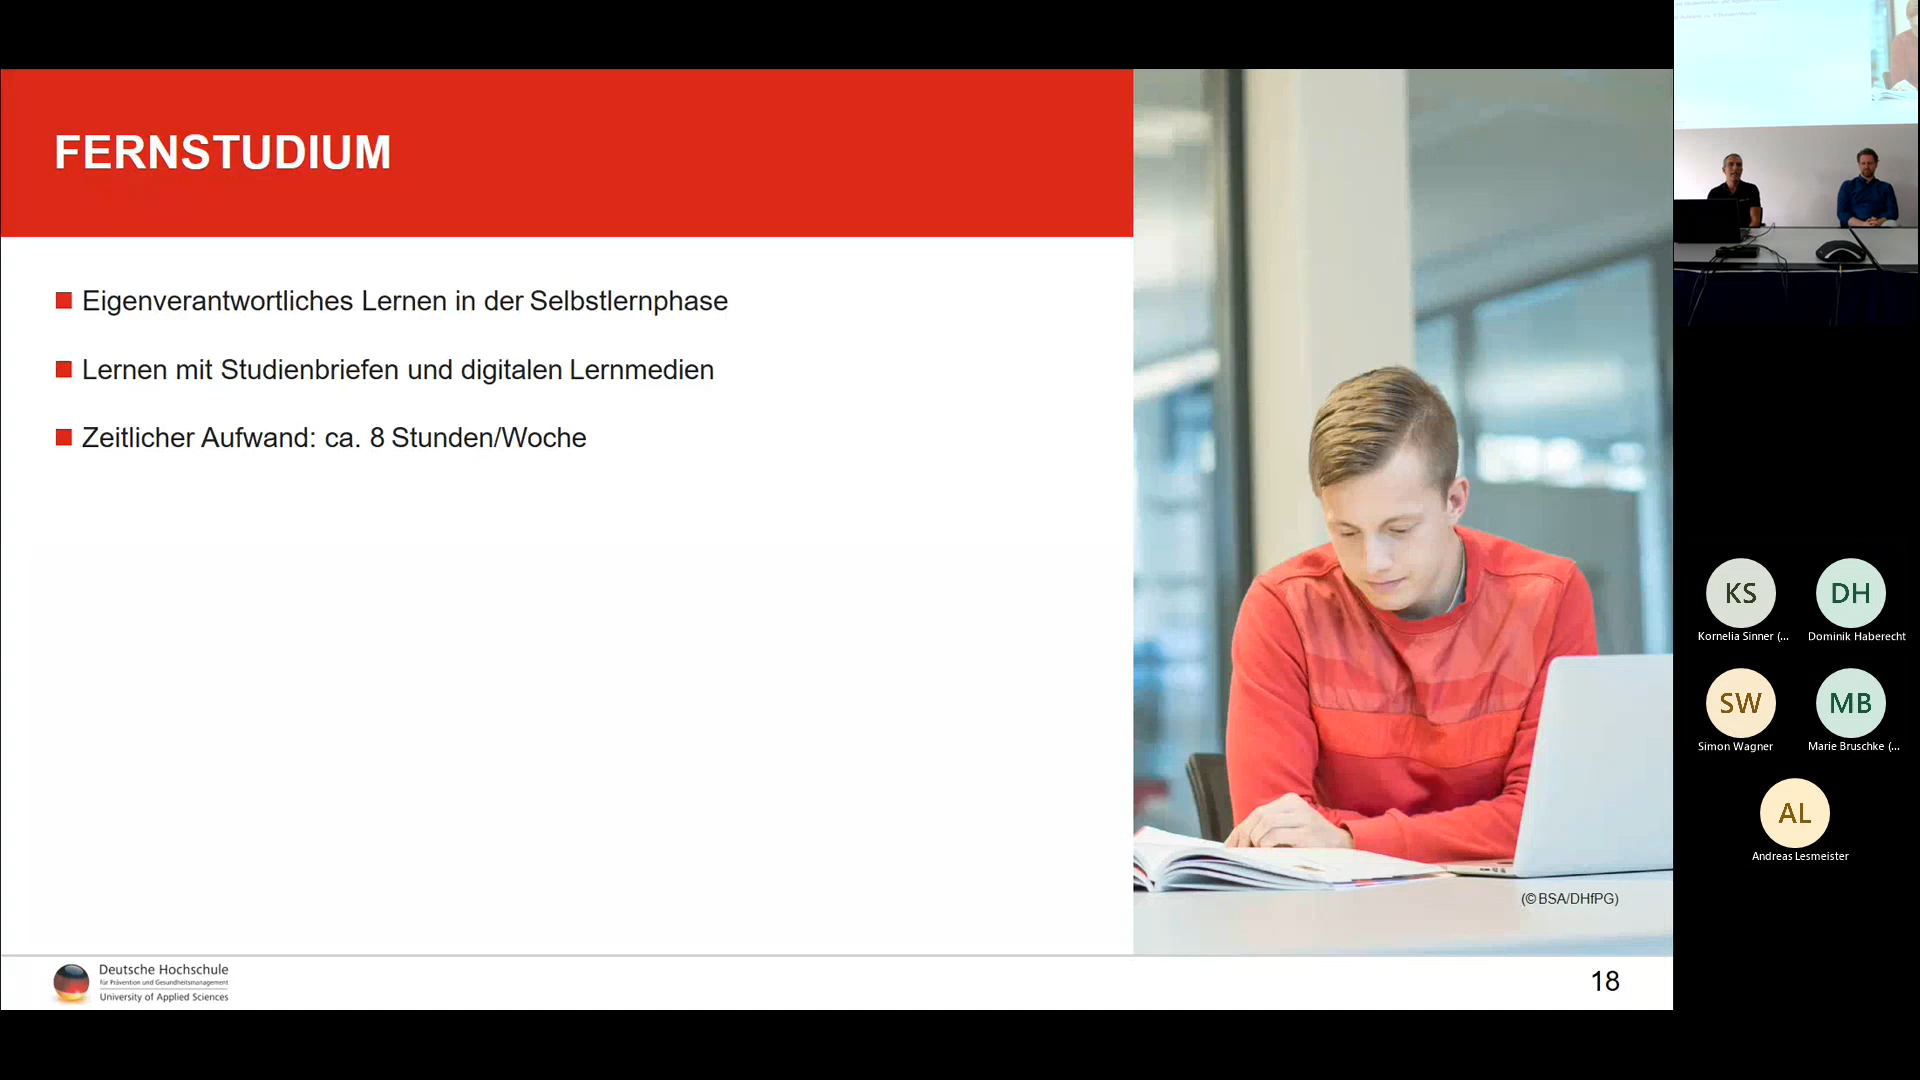 FERNSTUDIUM
Eigenverantwortliches Lernen in der Selbstlernphase
Lernen mit Studienbriefen und digitalen Lernmedien
Zeitlicher Aufwand: ca. 8 Stunden/Woche
(© BSA/DHfPG)
Deutsche Hochschule
für Prävention und Gesundheitsmanagement
University of Applied Sciences
18
KS
Kornelia Sinner (...
DH
Dominik Haberecht
SW
Simon Wagner
MB
Marie Bruschke (...
AL
Andreas Lesmeister